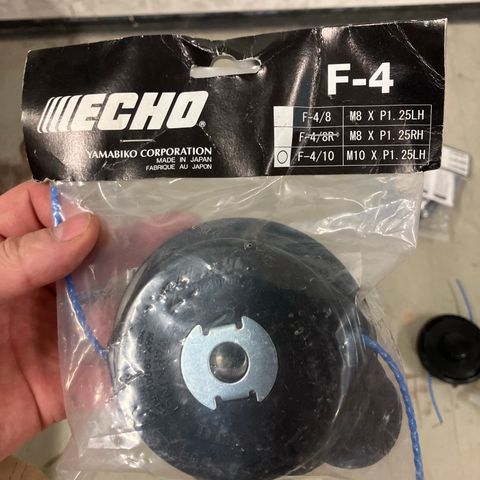 F-4
ECHO®
YAMABIKO CORPORATION
MADE IN JAPAN
FABRIQUE AU JAPON
F-4/8 M8 X P1.25LH
F-4/8R M8 X P1.25RH
F-4/10 M10 X P1.25LH